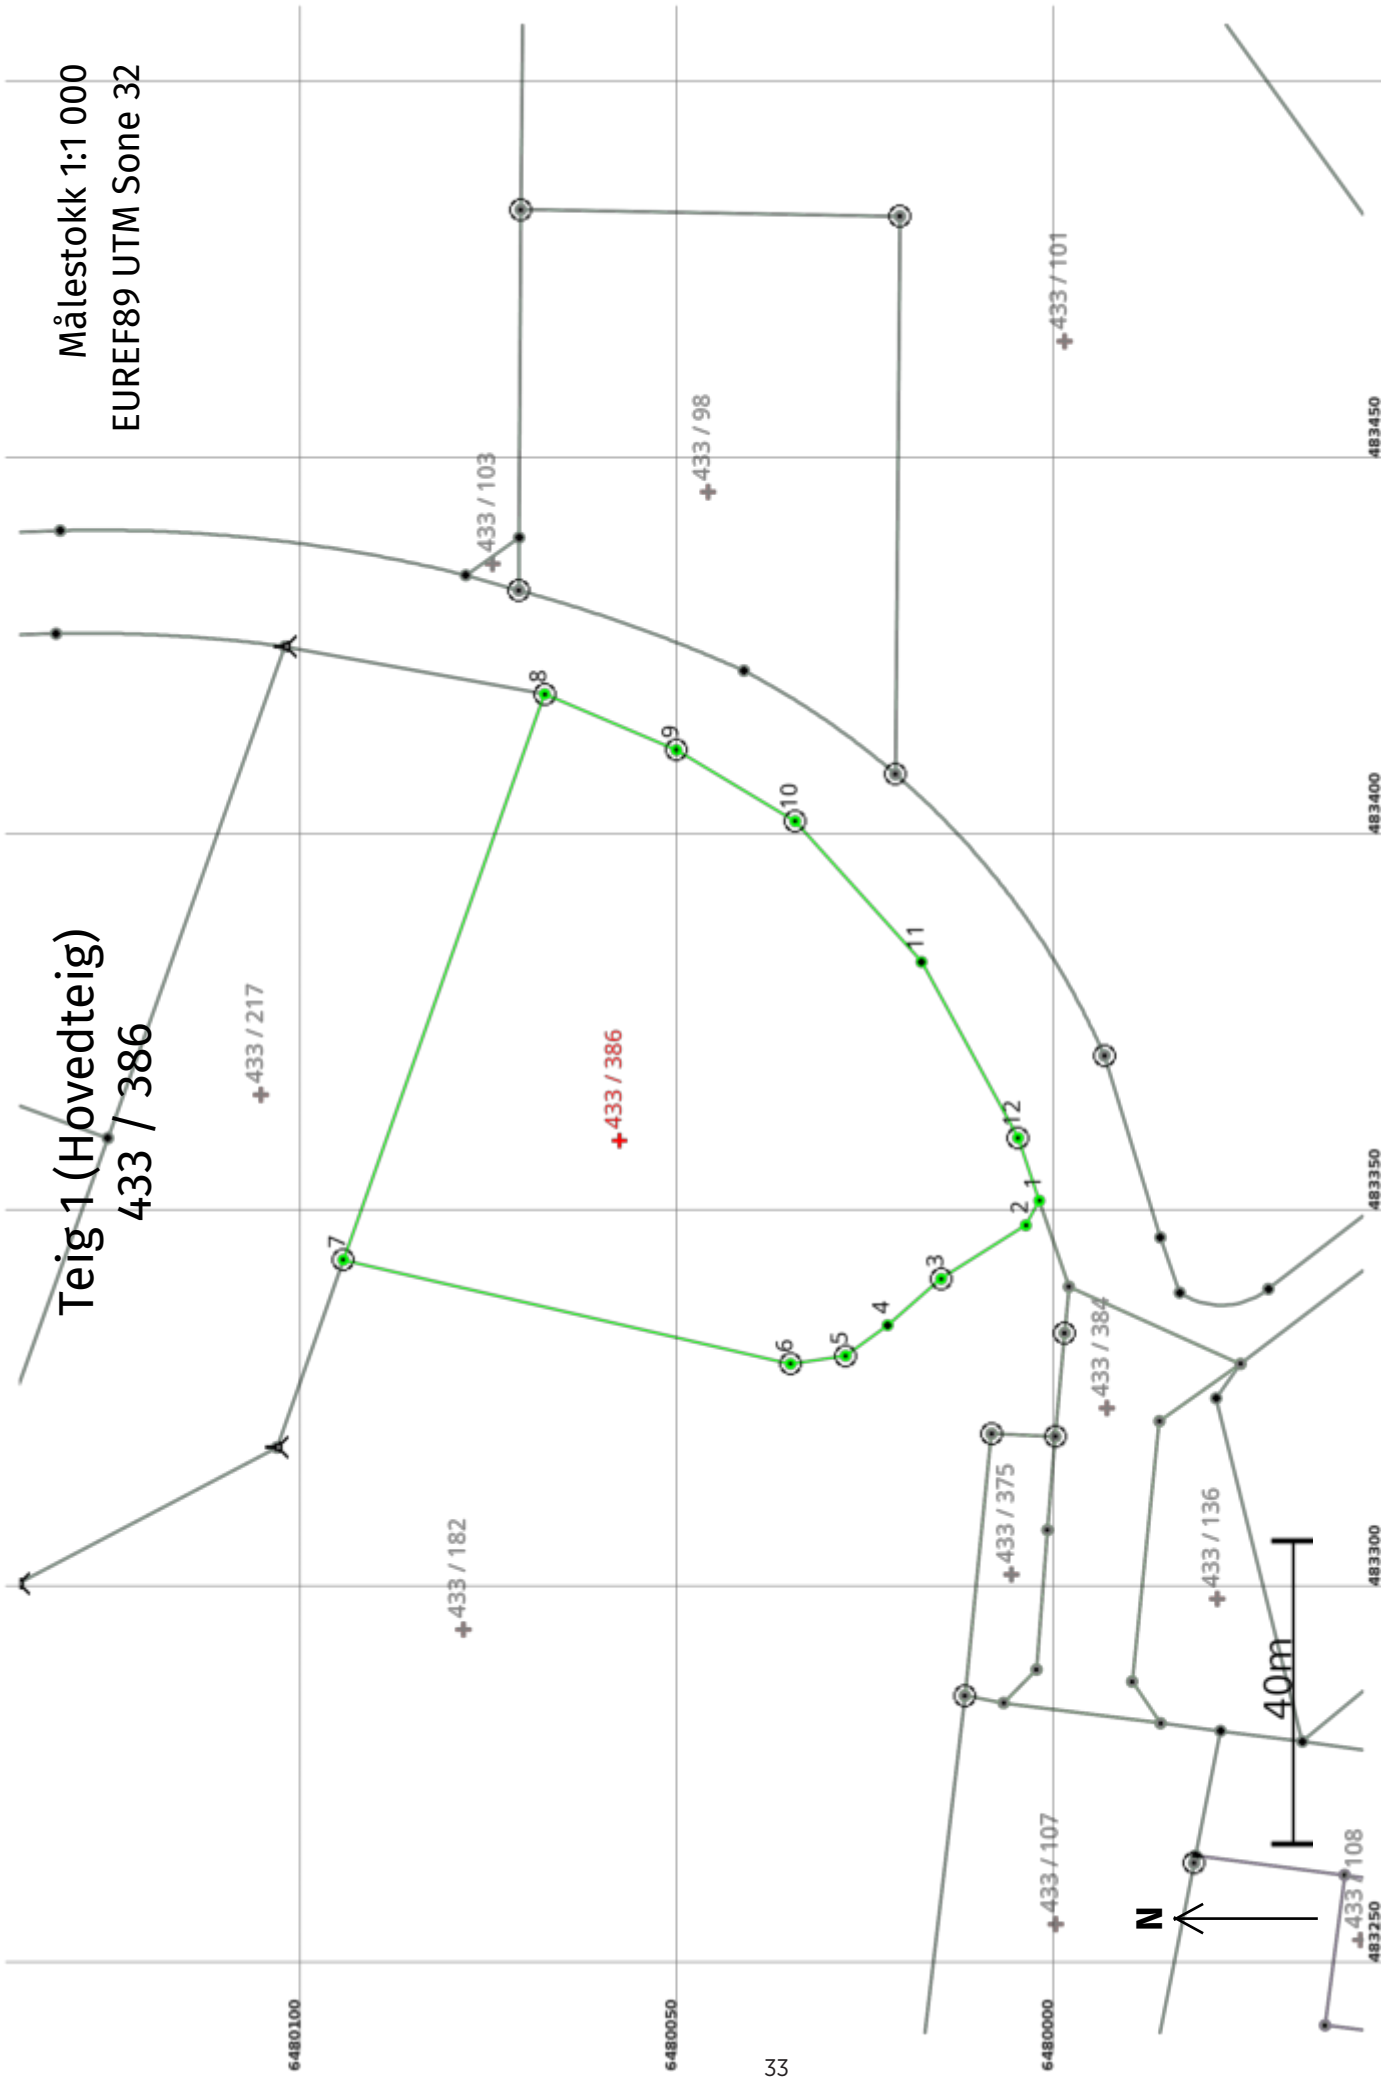 Teig 1 (Hovedteig)
433 / 386
Målestokk 1:1 000
EUREF89 UTM Sone 32
433 / 217
433 / 103
433 / 98
433 / 101
433 / 386
433 / 182
433 / 375
433 / 384
433 / 136
433 / 107
433 / 108
7
8
9
10
11
12
1
2
3
4
5
6
6480100
6480050
6480000
483250
483300
483350
483400
483450
40m
N
33